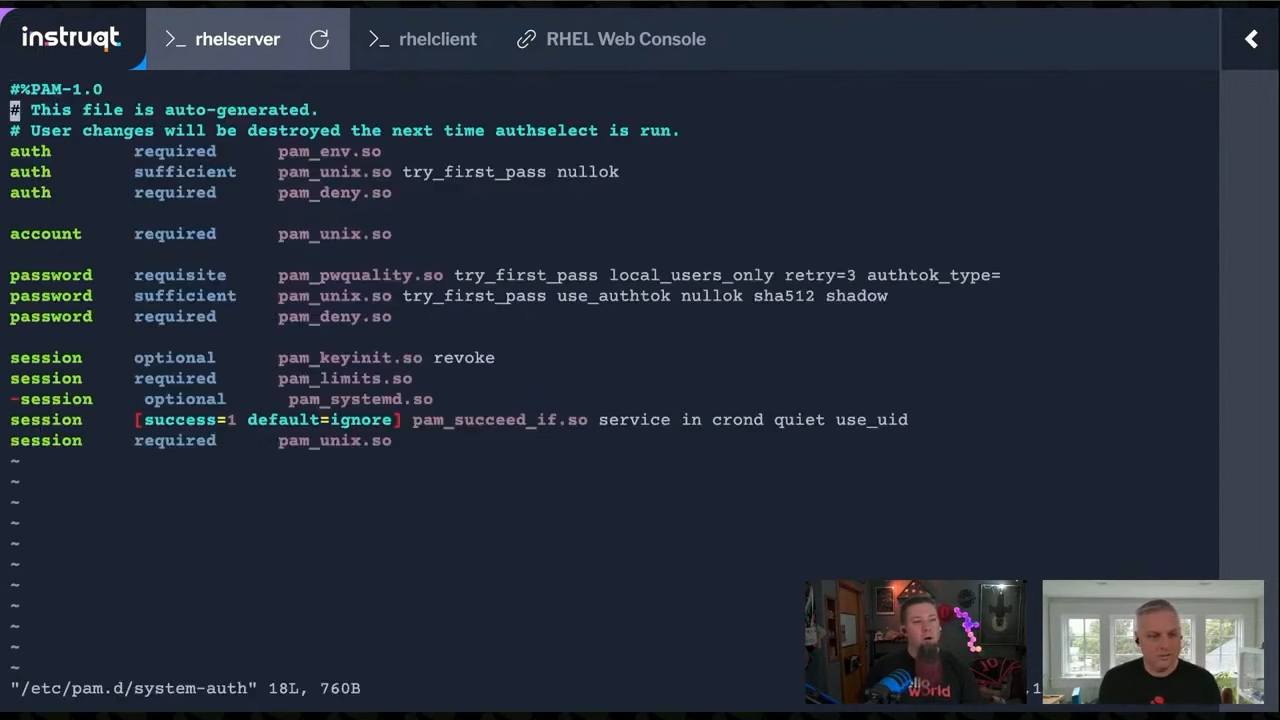 instruqt
>_ rhelserver
>_ rhelclient
RHEL Web Console
#%PAM-1.0
# This file is auto-generated.
# User changes will be destroyed the next time authselect is run.
auth required pam_env.so
auth sufficient pam_unix.so try_first_pass nullok
auth required pam_deny.so
account required pam_unix.so
password requisite pam_pwquality.so try_first_pass local_users_only retry=3 authtok_type=
password sufficient pam_unix.so try_first_pass use_authtok nullok sha512 shadow
password required pam_deny.so
session optional pam_keyinit.so revoke
session required pam_limits.so
-session optional pam_systemd.so
session [success=1 default=ignore] pam_succeed_if.so service in crond quiet use_uid
session required pam_unix.so
~
~
~
~
~
~
~
~
~
~
~
"/etc/pam.d/system-auth" 18L, 760B
world